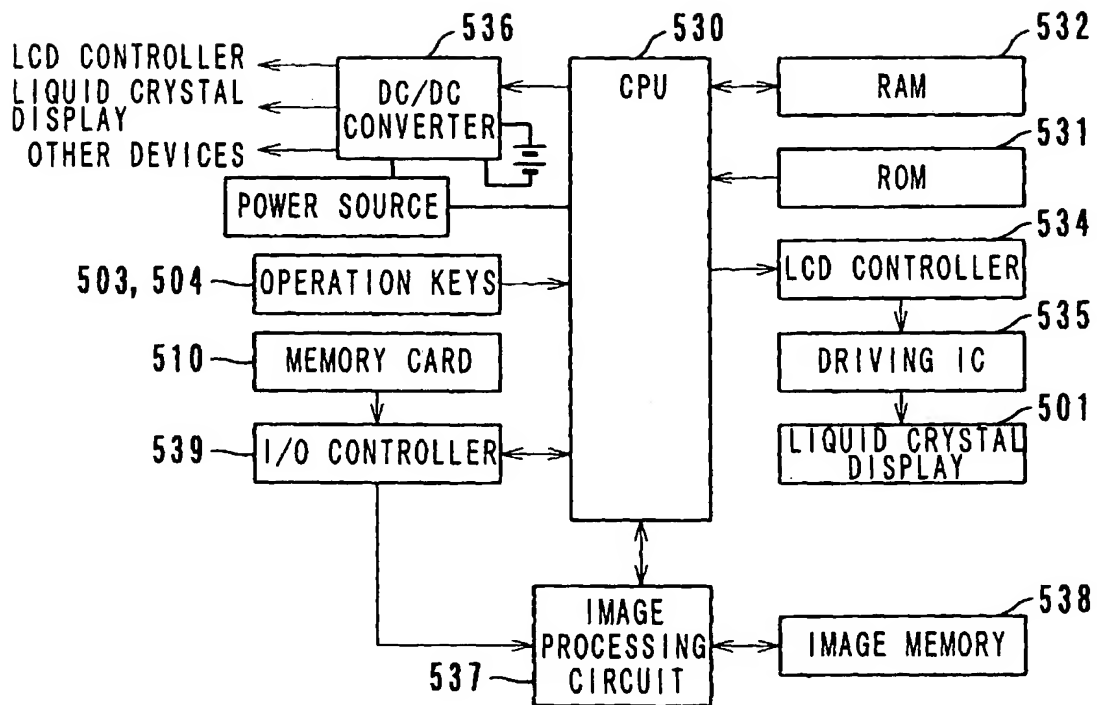 536
530
532
LCD CONTROLLER
LIQUID CRYSTAL
DISPLAY
OTHER DEVICES
DC/DC
CONVERTER
CPU
RAM
531
ROM
POWER SOURCE
534
503, 504
OPERATION KEYS
LCD CONTROLLER
535
510
MEMORY CARD
DRIVING IC
501
539
I/O CONTROLLER
LIQUID CRYSTAL
DISPLAY
538
IMAGE
PROCESSING
CIRCUIT
IMAGE MEMORY
537